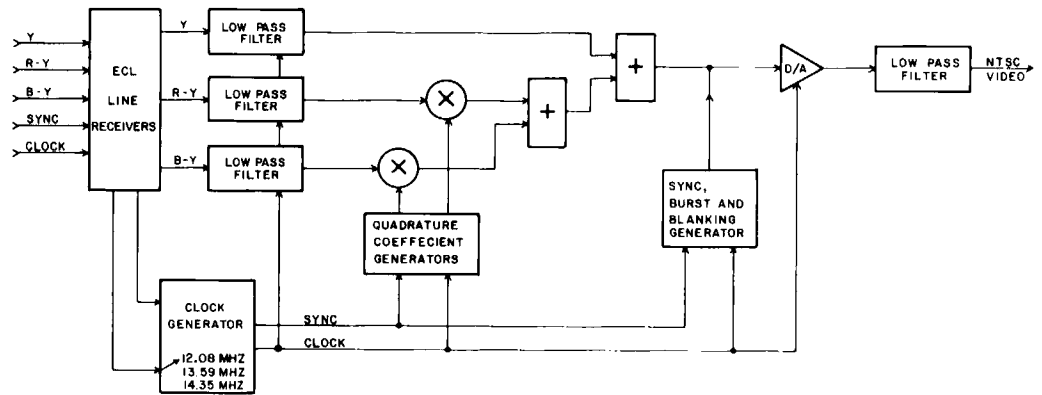 Y
R-Y
B-Y
SYNC
CLOCK
ECL
LINE
RECEIVERS
Y
R-Y
B-Y
LOW PASS
FILTER
LOW PASS
FILTER
LOW PASS
FILTER
×
×
+
+
D/A
LOW PASS
FILTER
NTSC
VIDEO
QUADRATURE
COEFFECIENT
GENERATORS
SYNC,
BURST AND
BLANKING
GENERATOR
CLOCK
GENERATOR
12.08 MHZ
13.59 MHZ
14.35 MHZ
SYNC
CLOCK